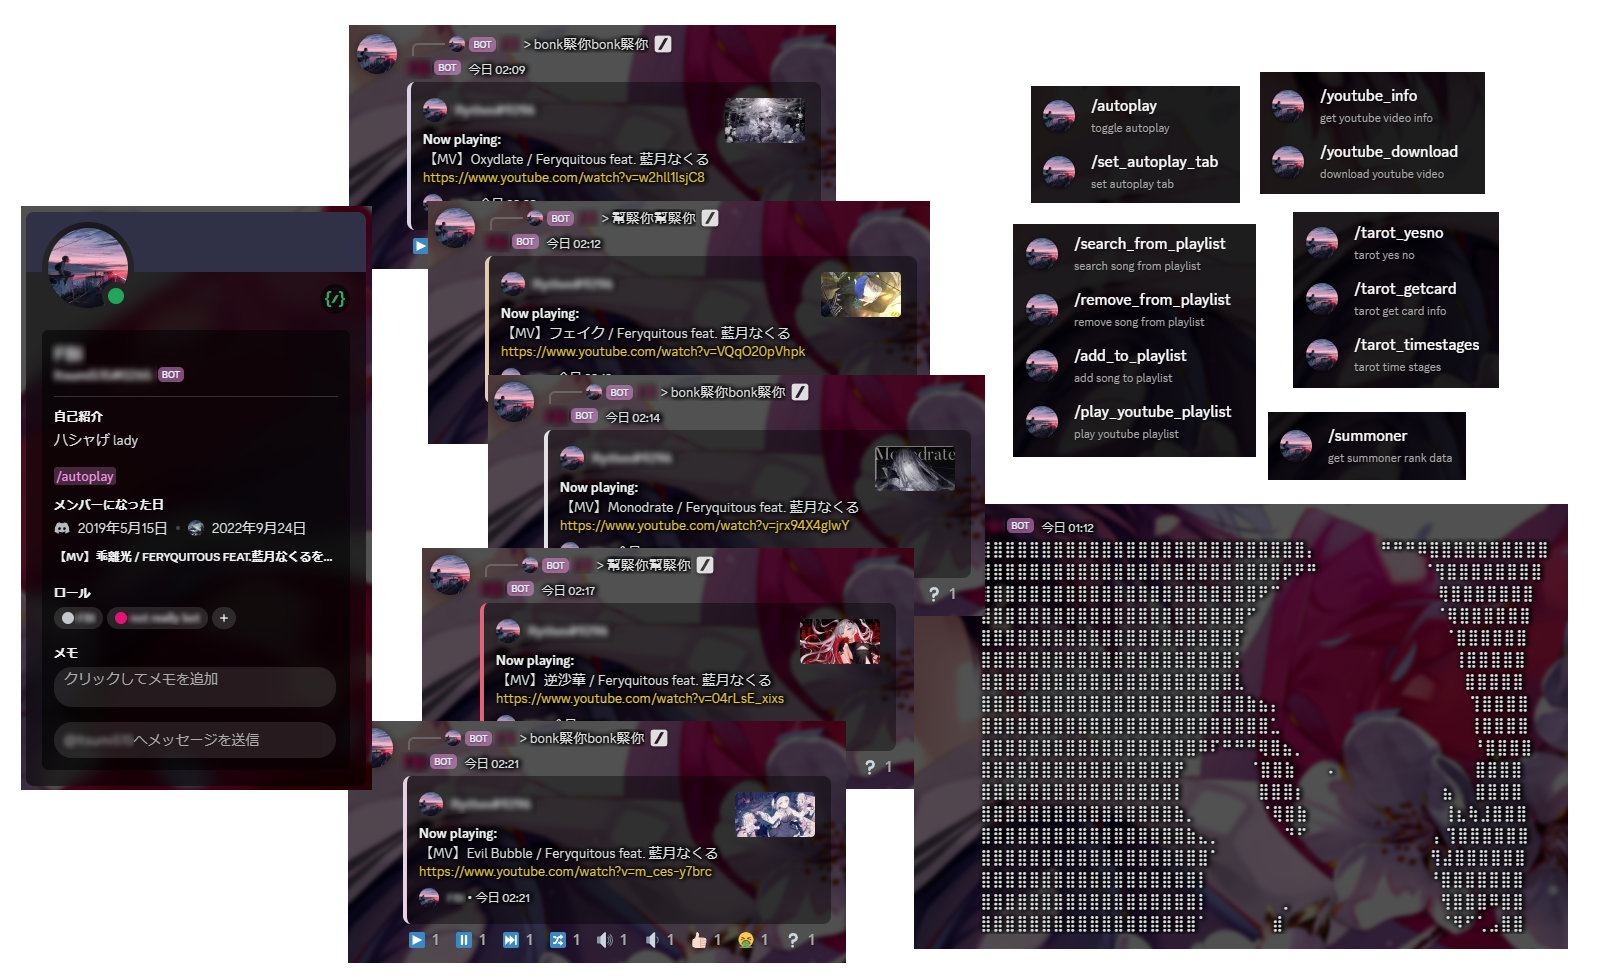 BOT
自己紹介
ハシャげ lady
/autoplay
メンバーになった日
2019年5月15日 • 2022年9月24日
【MV】乖離光 / FERYQUITOUS FEAT.藍月なくるを...
ロール
+
メモ
クリックしてメモを追加
へメッセージを送信
BOT > bonk緊你bonk緊你
BOT 今日 02:09
Now playing:
【MV】Oxydlate / Feryquitous feat. 藍月なくる
https://www.youtube.com/watch?v=w2hll1lsjC8
BOT > 幫緊你幫緊你
BOT 今日 02:12
Now playing:
【MV】フェイク / Feryquitous feat. 藍月なくる
https://www.youtube.com/watch?v=VQqO20pVhpk
BOT > bonk緊你bonk緊你
BOT 今日 02:14
Monodrate
Now playing:
【MV】Monodrate / Feryquitous feat. 藍月なくる
https://www.youtube.com/watch?v=jrx94X4glwY
? 1
BOT > 幫緊你幫緊你
BOT 今日 02:17
Now playing:
【MV】逆沙華 / Feryquitous feat. 藍月なくる
https://www.youtube.com/watch?v=04rLsE_xixs
? 1
BOT > bonk緊你bonk緊你
BOT 今日 02:21
Now playing:
【MV】Evil Bubble / Feryquitous feat. 藍月なくる
https://www.youtube.com/watch?v=m_ces-y7brc
• 今日 02:21
1 1 1 1 1 1 1 1 ? 1
/autoplay
toggle autoplay
/set_autoplay_tab
set autoplay tab
/youtube_info
get youtube video info
/youtube_download
download youtube video
/search_from_playlist
search song from playlist
/remove_from_playlist
remove song from playlist
/add_to_playlist
add song to playlist
/play_youtube_playlist
play youtube playlist
/tarot_yesno
tarot yes no
/tarot_getcard
tarot get card info
/tarot_timestages
tarot time stages
/summoner
get summoner rank data
BOT 今日 01:12